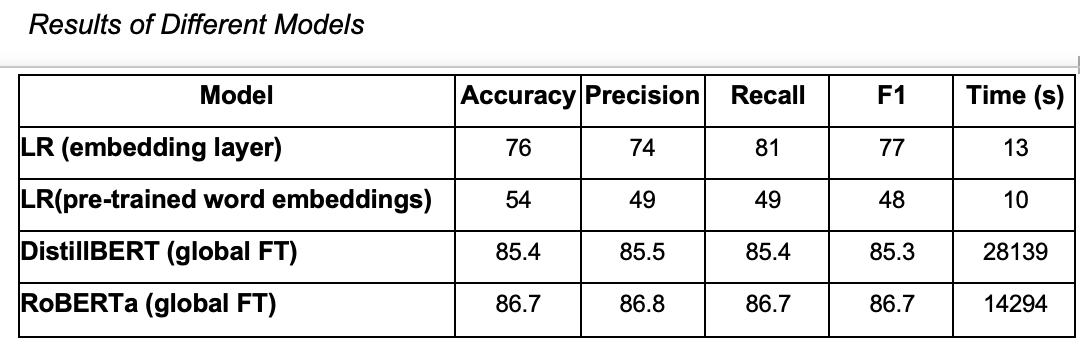 Results of Different Models
Model Accuracy Precision Recall F1 Time (s)
LR (embedding layer) 76 74 81 77 13
LR(pre-trained word embeddings) 54 49 49 48 10
DistillBERT (global FT) 85.4 85.5 85.4 85.3 28139
RoBERTa (global FT) 86.7 86.8 86.7 86.7 14294